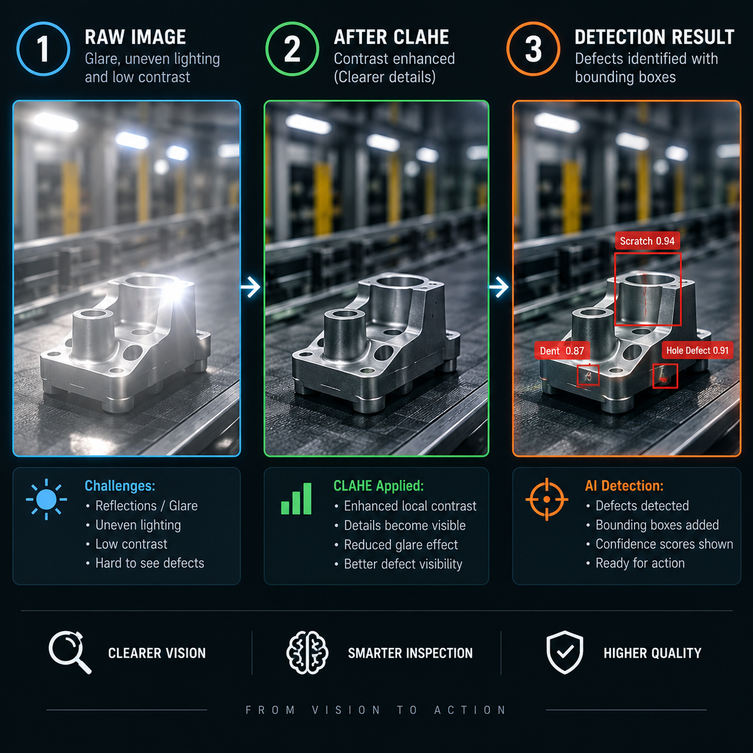 1
RAW IMAGE
Glare, uneven lighting
and low contrast
2
AFTER CLAHE
Contrast enhanced
(Clearer details)
3
DETECTION RESULT
Defects identified with
bounding boxes
Scratch 0.94
Dent 0.87
Hole Defect 0.91
Challenges:
• Reflections / Glare
• Uneven lighting
• Low contrast
• Hard to see defects
CLAHE Applied:
• Enhanced local contrast
• Details become visible
• Reduced glare effect
• Better defect visibility
AI Detection:
• Defects detected
• Bounding boxes added
• Confidence scores shown
• Ready for action
CLEARER VISION
SMARTER INSPECTION
HIGHER QUALITY
FROM VISION TO ACTION